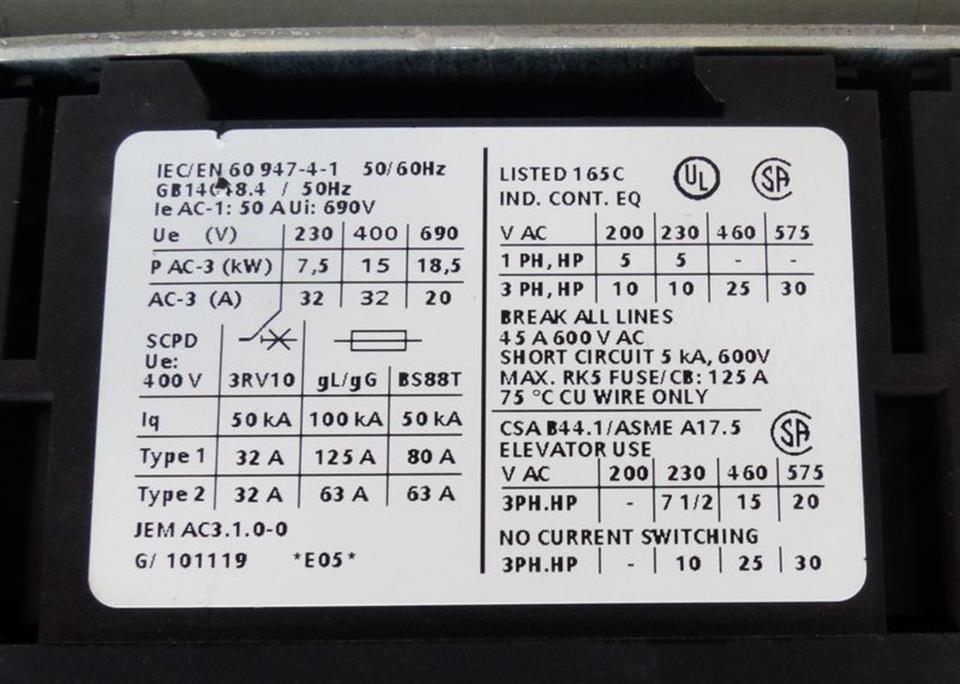 IEC/EN 60 947-4-1 50/60Hz
/ 50Hz
Ie AC-1: 50 A Ui: 690V
Ue (V) 230 400 690
P AC-3 (kW) 7,5 15 18,5
AC-3 (A) 32 32 20
SCPD
Ue:
400 V 3RV10 gL/gG BS88T
Iq 50 kA 100 kA 50 kA
Type 1 32 A 125 A 80 A
Type 2 32 A 63 A 63 A
JEM AC3.1.0-0
G/ 101119 *E05*
LISTED 165C UL SA
IND. CONT. EQ
V AC 200 230 460 575
1 PH, HP 5 5 - -
3 PH, HP 10 10 25 30
BREAK ALL LINES
45 A 600 V AC
SHORT CIRCUIT 5 kA, 600V
MAX. RK5 FUSE/CB: 125 A
75 °C CU WIRE ONLY
CSA B44.1/ASME A17.5 SA
ELEVATOR USE
V AC 200 230 460 575
3PH.HP - 7 1/2 15 20
NO CURRENT SWITCHING
3PH.HP - 10 25 30